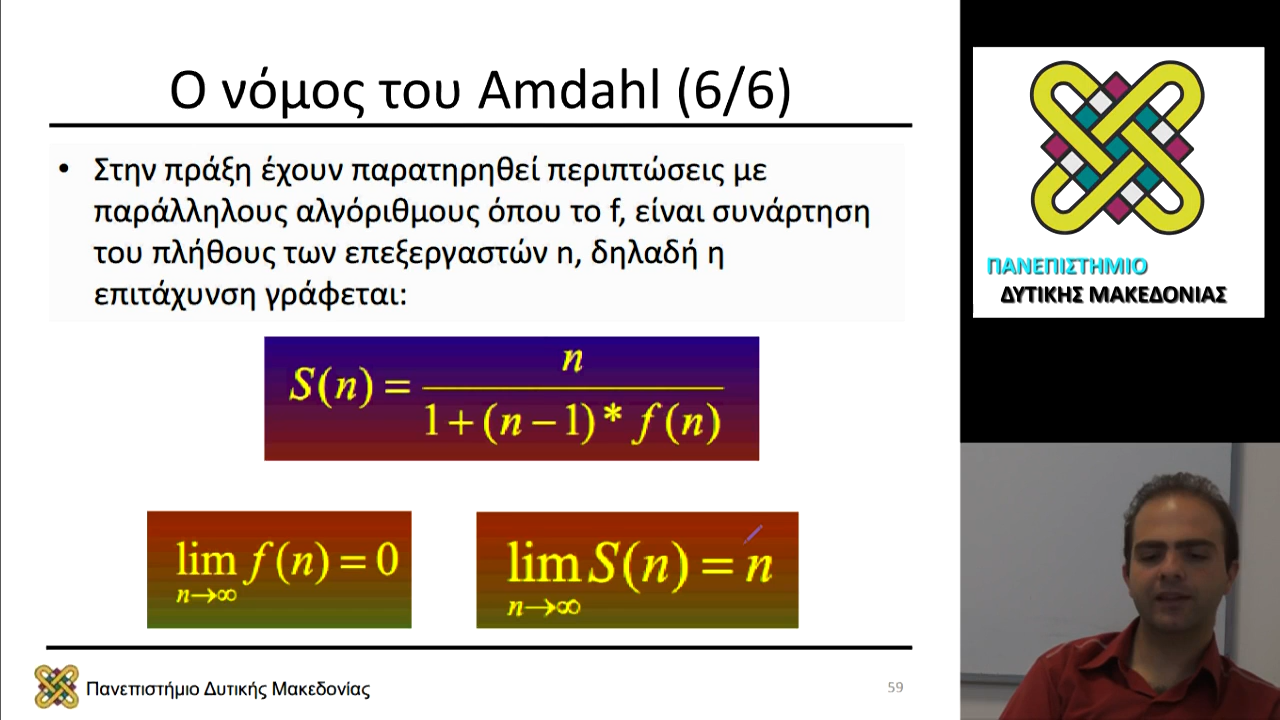 Ο νόμος του Amdahl (6/6)
• Στην πράξη έχουν παρατηρηθεί περιπτώσεις με
παράλληλους αλγόριθμους όπου το f, είναι συνάρτηση
του πλήθους των επεξεργαστών n, δηλαδή η
επιτάχυνση γράφεται:
S(n) = n / (1 + (n − 1) * f(n))
lim n→∞ f(n) = 0
lim n→∞ S(n) = n
Πανεπιστήμιο Δυτικής Μακεδονίας
59
ΠΑΝΕΠΙΣΤΗΜΙΟ
ΔΥΤΙΚΗΣ ΜΑΚΕΔΟΝΙΑΣ